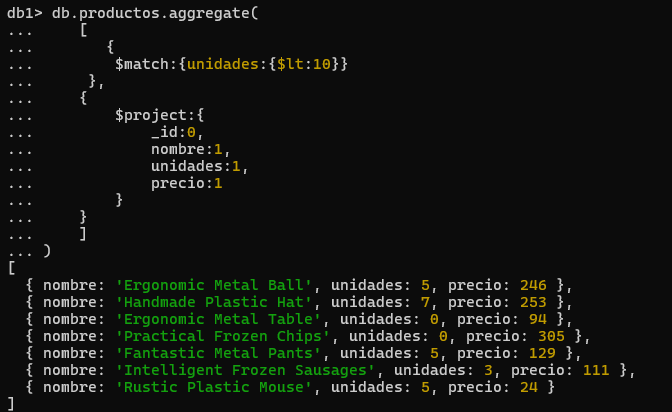 db1> db.productos.aggregate(
...     [
...        {
...         $match:{unidades:{$lt:10}}
...      },
...     {
...         $project:{
...             _id:0,
...             nombre:1,
...             unidades:1,
...             precio:1
...         }
...     }
...     ]
... )
[
  { nombre: 'Ergonomic Metal Ball', unidades: 5, precio: 246 },
  { nombre: 'Handmade Plastic Hat', unidades: 7, precio: 253 },
  { nombre: 'Ergonomic Metal Table', unidades: 0, precio: 94 },
  { nombre: 'Practical Frozen Chips', unidades: 0, precio: 305 },
  { nombre: 'Fantastic Metal Pants', unidades: 5, precio: 129 },
  { nombre: 'Intelligent Frozen Sausages', unidades: 3, precio: 111 },
  { nombre: 'Rustic Plastic Mouse', unidades: 5, precio: 24 }
]